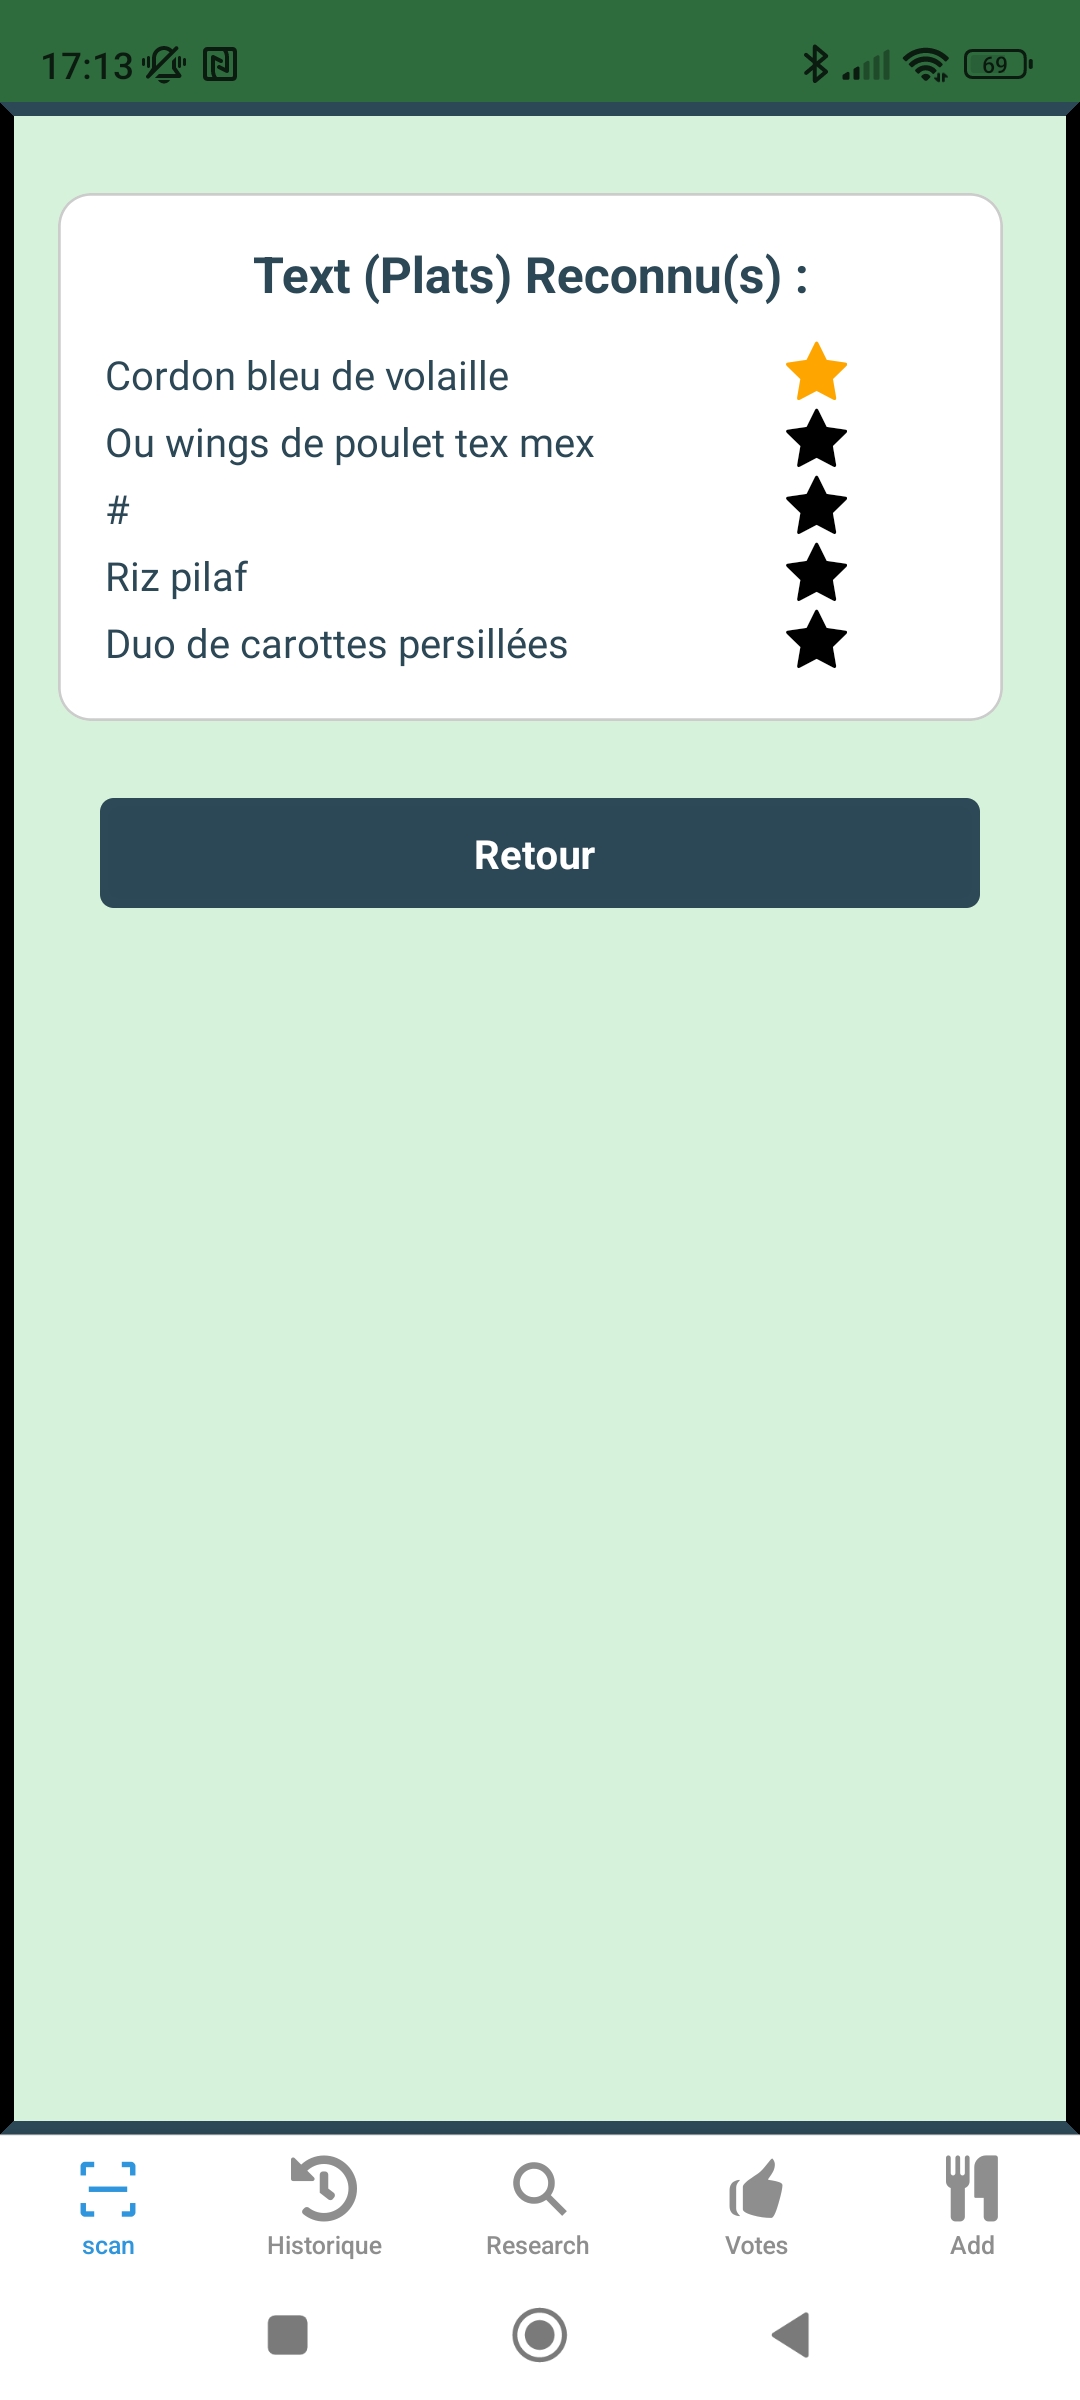 17:13
69
Text (Plats) Reconnu(s) :
Cordon bleu de volaille
Ou wings de poulet tex mex
#
Riz pilaf
Duo de carottes persillées
Retour
scan
Historique
Research
Votes
Add